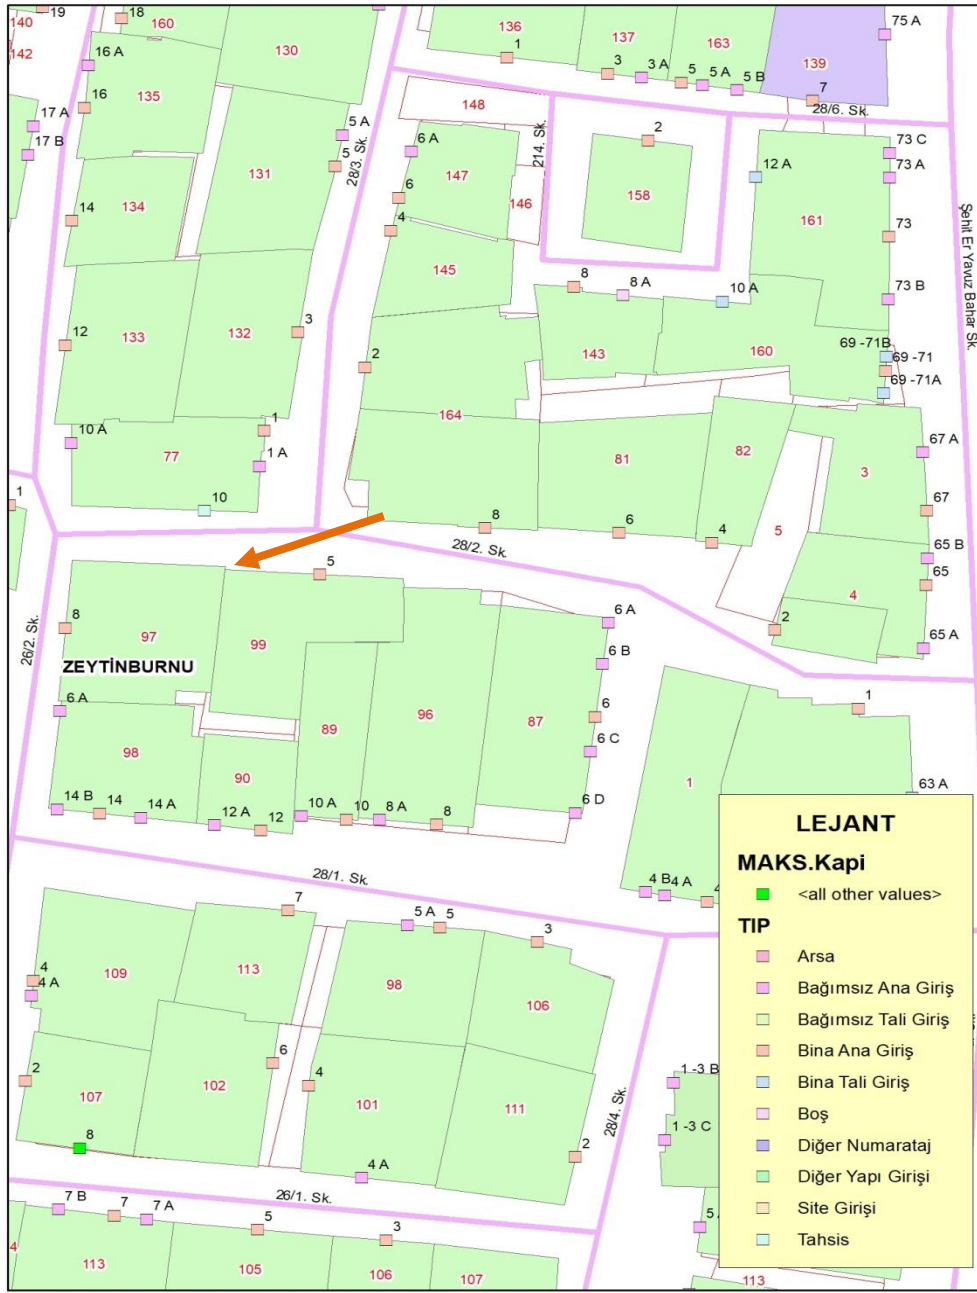 140
19
18
160
130
136
137
163
139
75 A
142
16 A
1
3
3 A
5
5 A
5 B
7
28/6. Sk.
135
16
148
17 A
17 B
5 A
5
28/3. Sk.
6 A
214. Sk.
2
73 C
12 A
73 A
131
147
134
6
146
158
161
14
4
73
Şehit Er Yavuz Bahar Sk.
145
8
8 A
10 A
73 B
133
132
3
12
2
143
160
69 -71B
69 -71
69 -71A
164
1
10 A
77
1 A
81
82
3
67 A
10
1
8
6
4
5
67
28/2. Sk.
65 B
65
5
4
8
26/2. Sk.
97
99
2
6 A
65 A
ZEYTİNBURNU
6 B
6 A
89
96
87
6
1
98
90
6 C
1
63 A
14 B
14
14 A
12 A
12
10 A
10
8 A
8
6 D
28/1. Sk.
4 B
4 A
4
7
5 A
5
3
109
113
98
106
4
4 A
2
107
102
6
4
101
111
28/4. Sk.
1 -3 B
1 -3 C
8
2
4 A
26/1. Sk.
7 B
7
7 A
5
3
5 A
4
113
105
106
107
113
LEJANT
MAKS.Kapi
<all other values>
TIP
Arsa
Bağımsız Ana Giriş
Bağımsız Tali Giriş
Bina Ana Giriş
Bina Tali Giriş
Boş
Diğer Numarataj
Diğer Yapı Girişi
Site Girişi
Tahsis